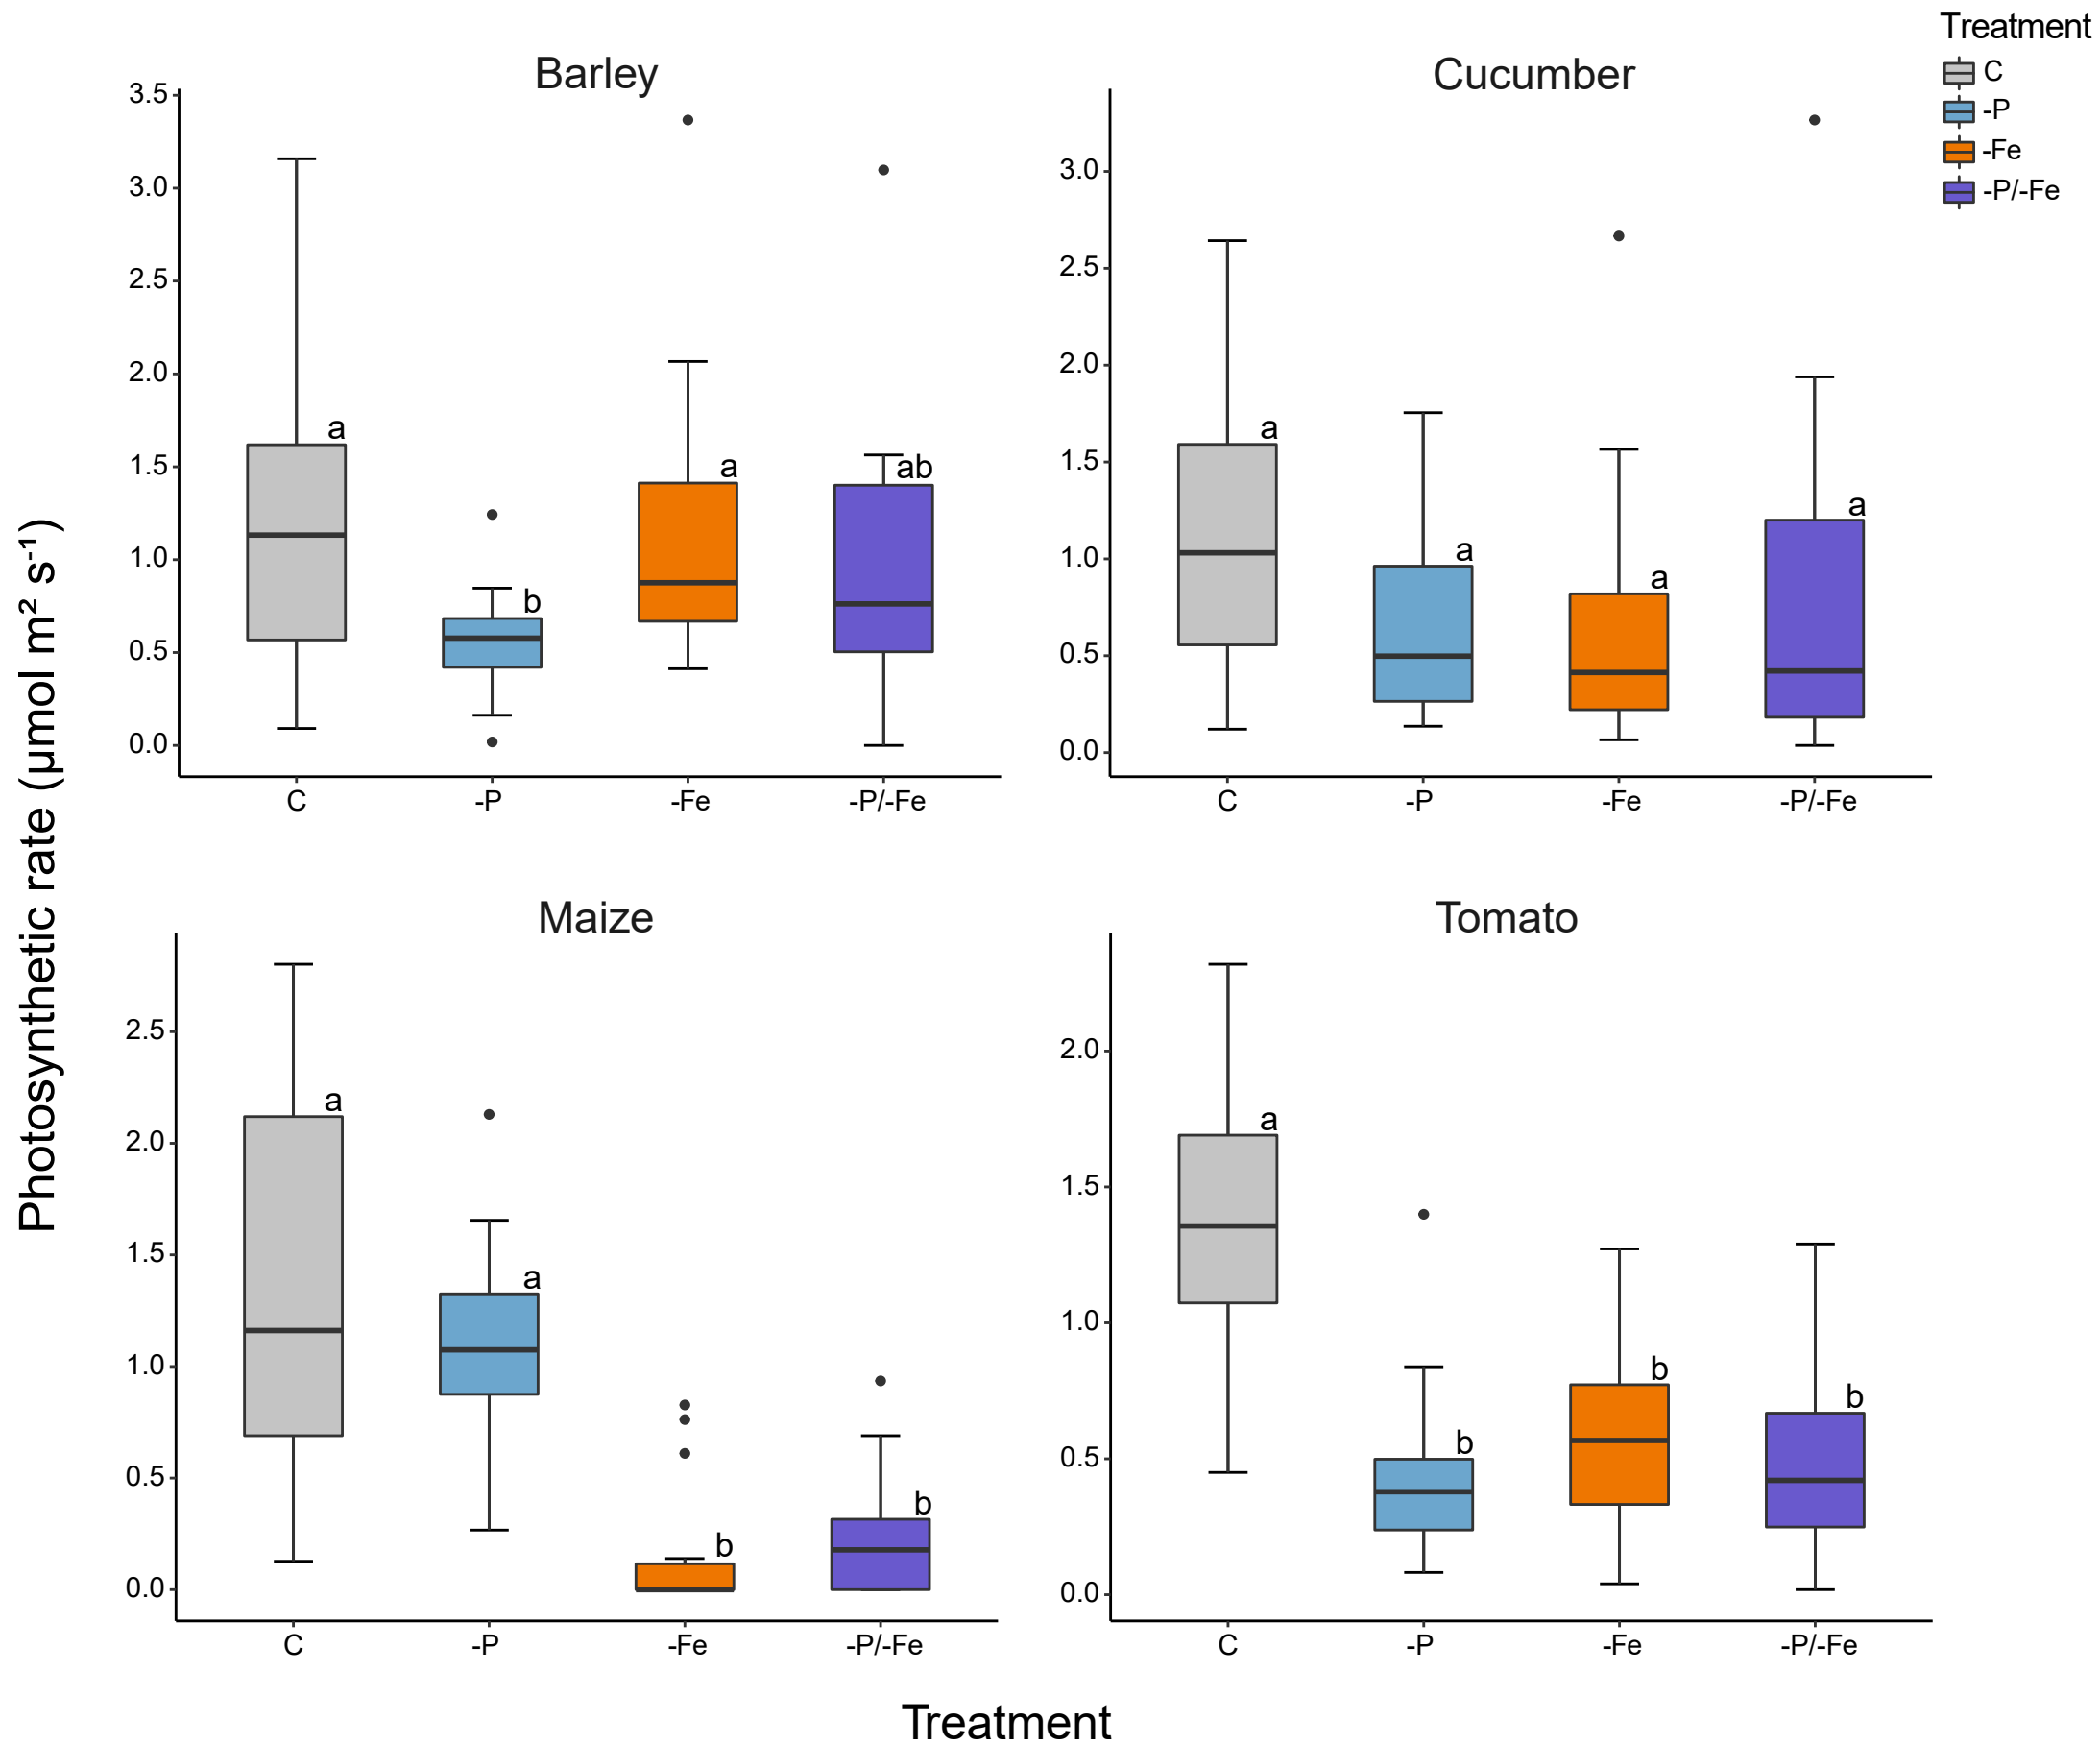 Treatment
C
-P
-Fe
-P/-Fe
Photosynthetic rate (µmol m² s⁻¹)
Barley
3.5
3.0
2.5
2.0
1.5
1.0
0.5
0.0
a
b
a
ab
C
-P
-Fe
-P/-Fe
Cucumber
3.0
2.5
2.0
1.5
1.0
0.5
0.0
a
a
a
a
C
-P
-Fe
-P/-Fe
Maize
2.5
2.0
1.5
1.0
0.5
0.0
a
a
b
b
C
-P
-Fe
-P/-Fe
Tomato
2.0
1.5
1.0
0.5
0.0
a
b
b
b
C
-P
-Fe
-P/-Fe
Treatment